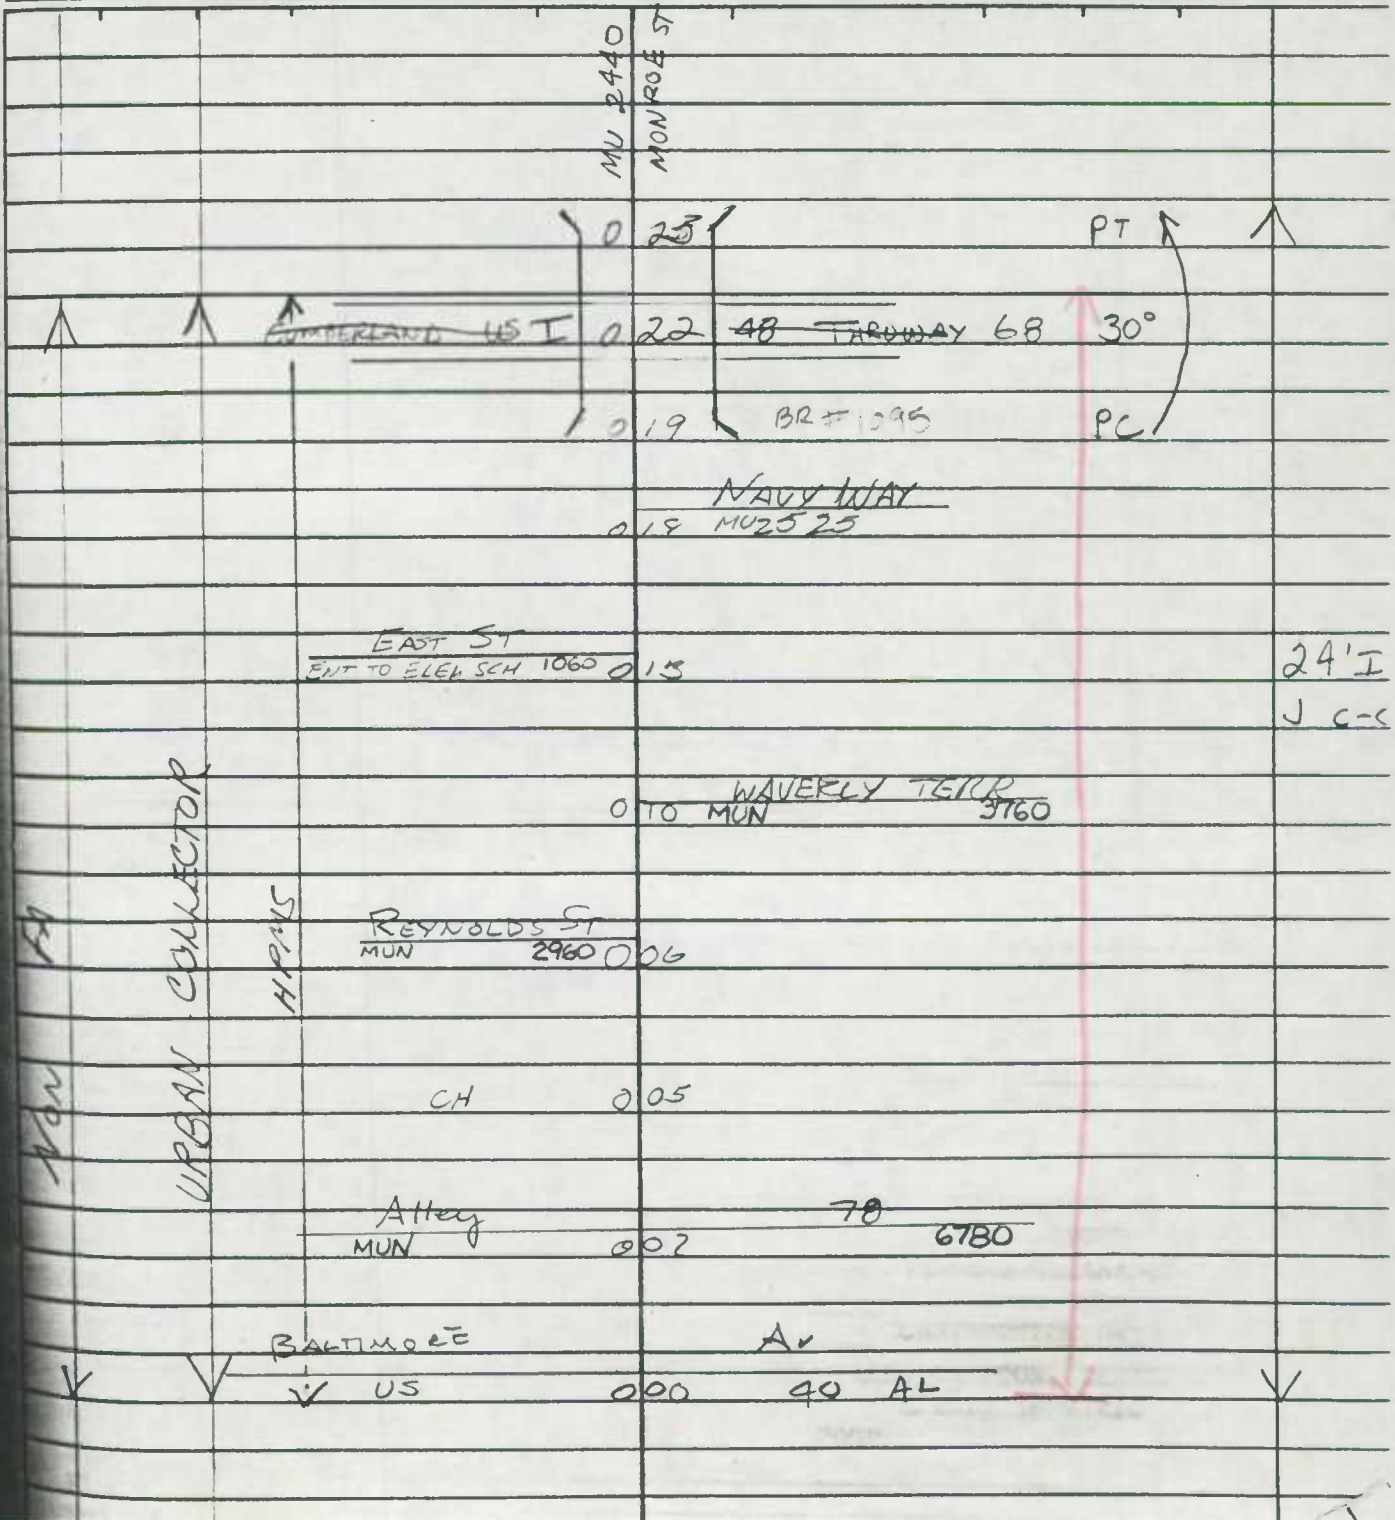 MU 2440
MONROE ST
0 23 PT
CUMBERLAND US I 0 22 48 THRUWAY 68 30°
0 19 BR # 1095 PC
NAVY WAY
0 18 MU 2525
EAST ST
ENT TO ELEM SCH 1060 0 13 24' I
J C-C
WAVERLY TERR
0 10 MUN 3760
URBAN COLLECTOR
HPMS
NON FA
REYNOLDS ST
MUN 2960 0 06
CH 0 05
Alley 78
MUN 0 02 6780
BALTIMORE AV
US 0 00 40 AL